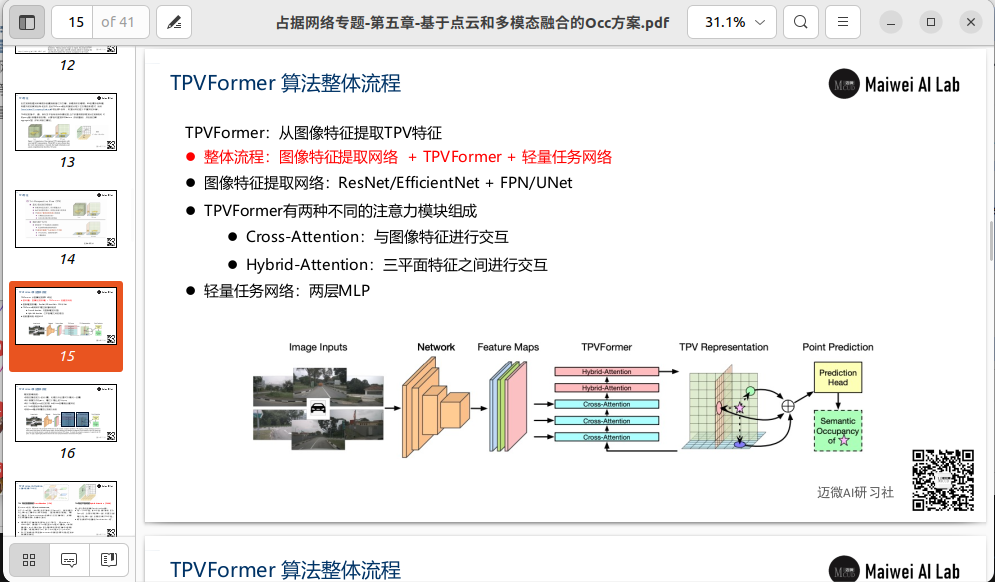 15 of 41
占据网络专题-第五章-基于点云和多模态融合的Occ方案.pdf
31.1%
12
13
14
15
16
TPVFormer 算法整体流程
Maiwei AI Lab
TPVFormer：从图像特征提取TPV特征
● 整体流程：图像特征提取网络 + TPVFormer + 轻量任务网络
● 图像特征提取网络：ResNet/EfficientNet + FPN/UNet
● TPVFormer有两种不同的注意力模块组成
● Cross-Attention：与图像特征进行交互
● Hybrid-Attention：三平面特征之间进行交互
● 轻量任务网络：两层MLP
Image Inputs
Network
Feature Maps
TPVFormer
TPV Representation
Point Prediction
Hybrid-Attention
Hybrid-Attention
Cross-Attention
Cross-Attention
Cross-Attention
Prediction
Head
Semantic
Occupancy
of
迈微AI研习社
TPVFormer 算法整体流程
Maiwei AI Lab